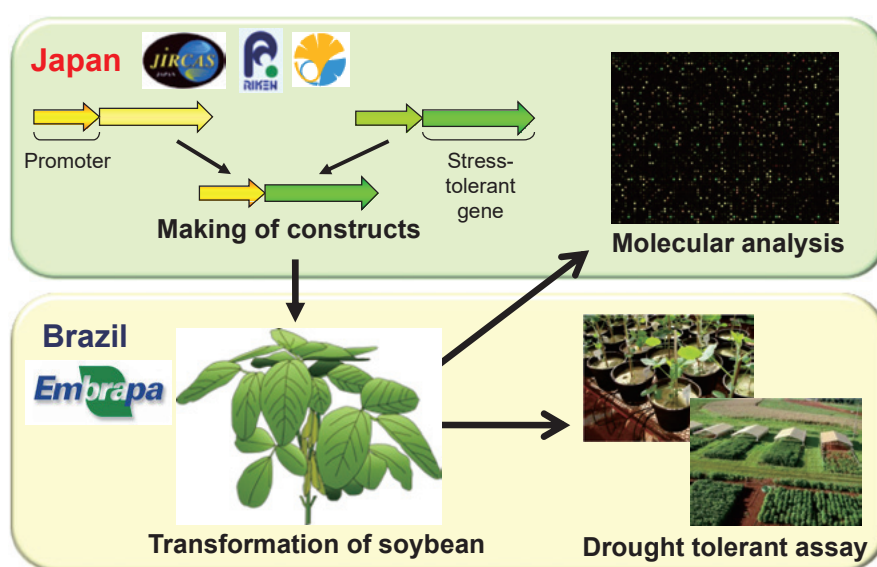 Japan
JIRCAS
JAPAN
RIKEN
Promoter
Stress-
tolerant
gene
Making of constructs
Molecular analysis
Brazil
Embrapa
Transformation of soybean
Drought tolerant assay